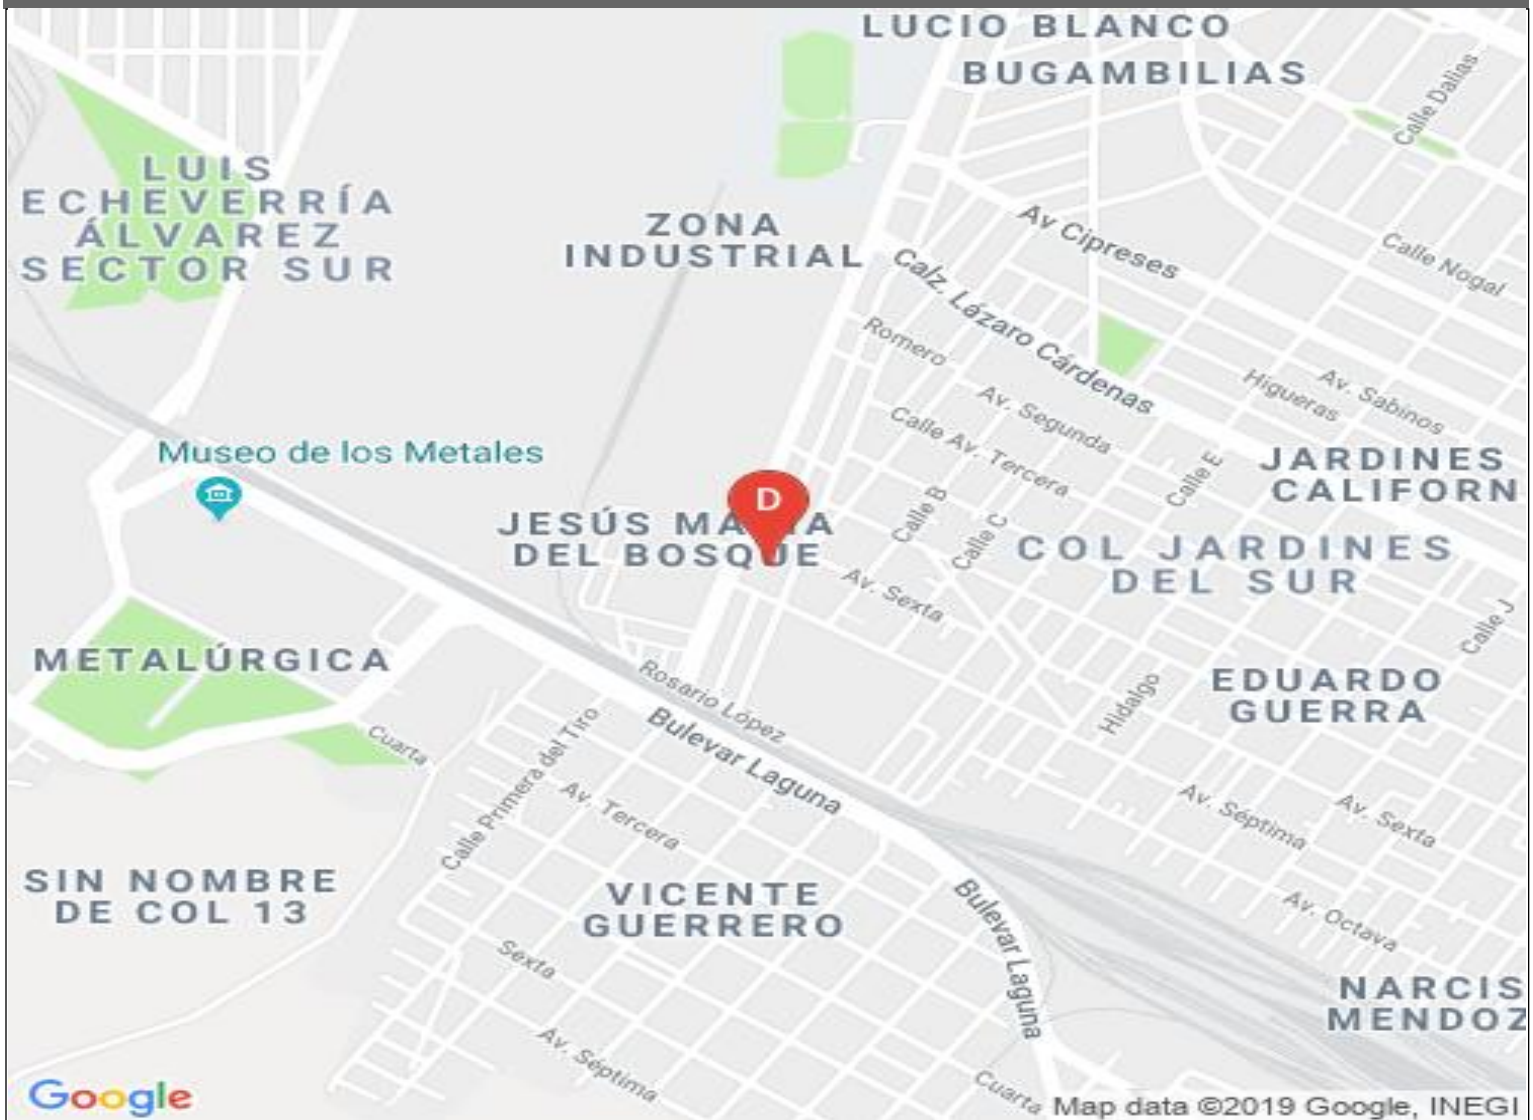 LUCIO BLANCO
BUGAMBILIAS
Calle Dalias
LUIS
ECHEVERRÍA
ÁLVAREZ
SECTOR SUR
ZONA
INDUSTRIAL
Av Cipreses
Calle Nogal
Calz. Lázaro Cárdenas
Romero
Av. Segunda
Higueras
Av. Sabinos
Calle Av. Tercera
Museo de los Metales
Calle E
JARDINES
CALIFORN
D
JESÚS MA A
DEL BOSQUE
Calle B
Calle C
COL JARDINES
DEL SUR
Av. Sexta
Calle J
METALÚRGICA
Rosario López
Hidalgo
EDUARDO
GUERRA
Cuarta
Calle Primera del Tiro
Bulevar Laguna
Av. Tercera
Av. Séptima
Av. Sexta
SIN NOMBRE
DE COL 13
VICENTE
GUERRERO
Bulevar Laguna
Av. Octava
Sexta
NARCIS
MENDOZ
Av. Séptima
Cuarta
Google
Map data ©2019 Google, INEGI